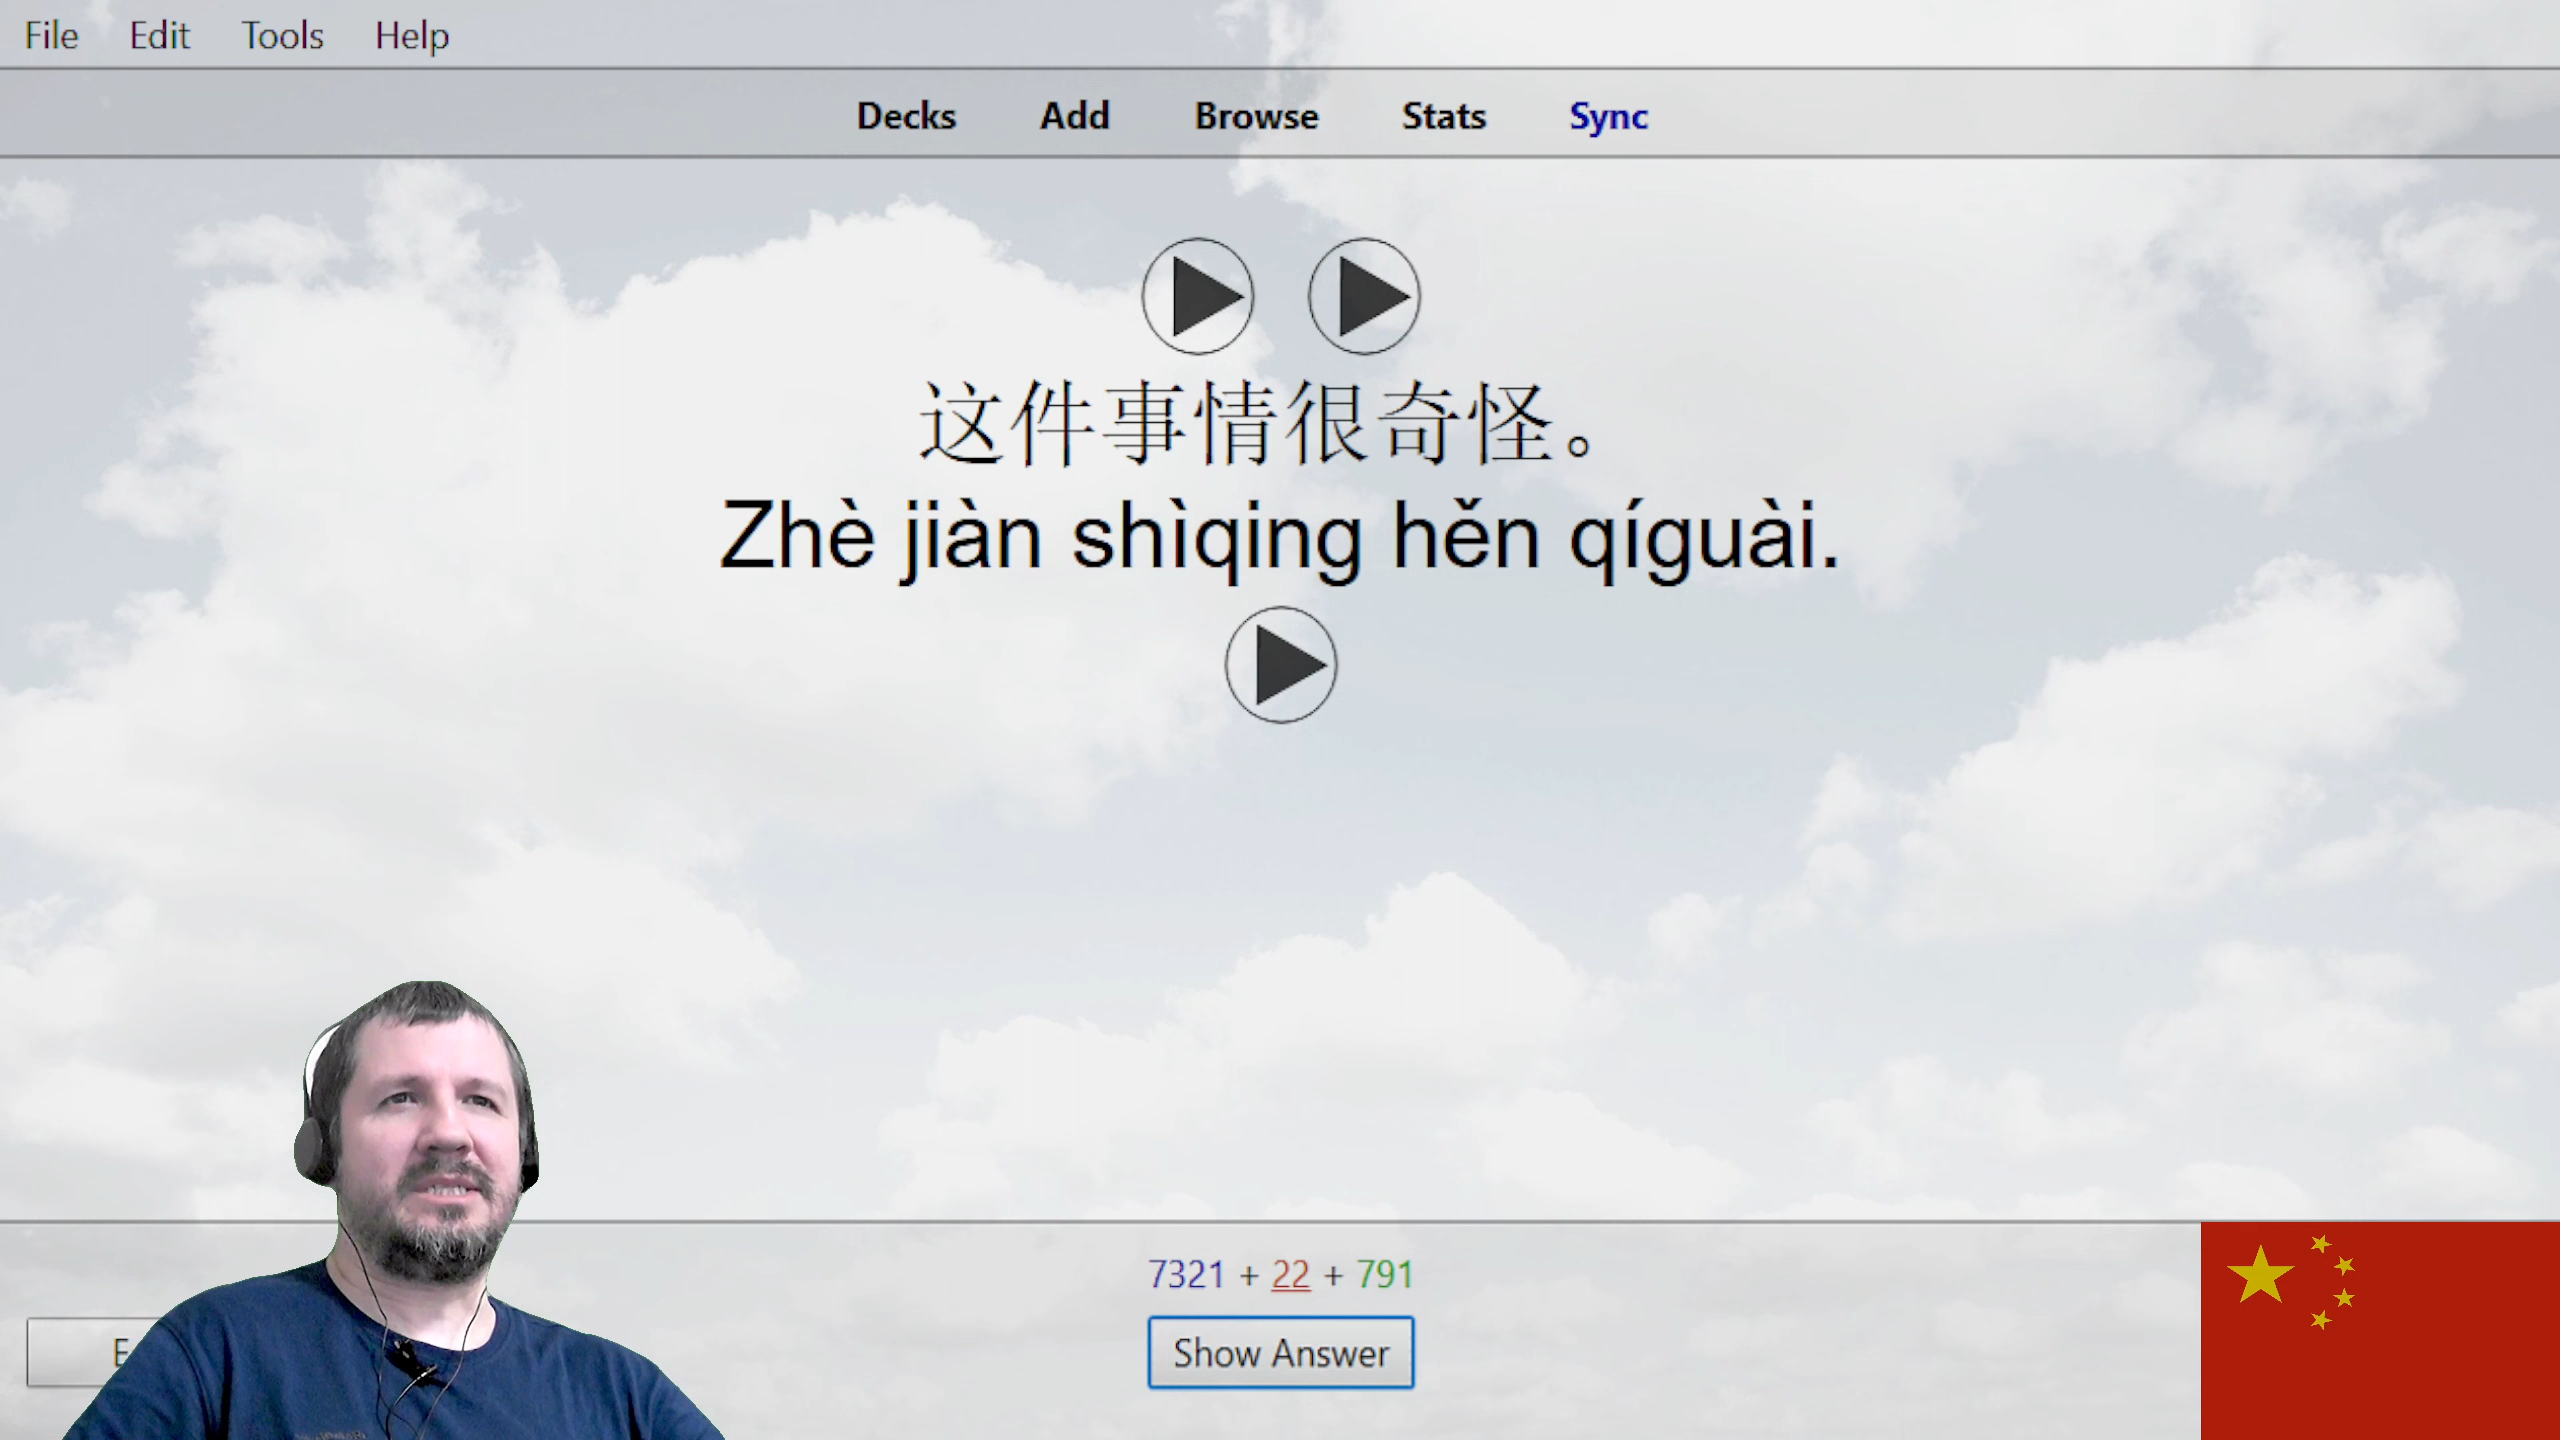 File Edit Tools Help
Decks Add Browse Stats Sync
这件事情很奇怪。
Zhè jiàn shìqing hěn qíguài.
7321 + 22 + 791
Show Answer